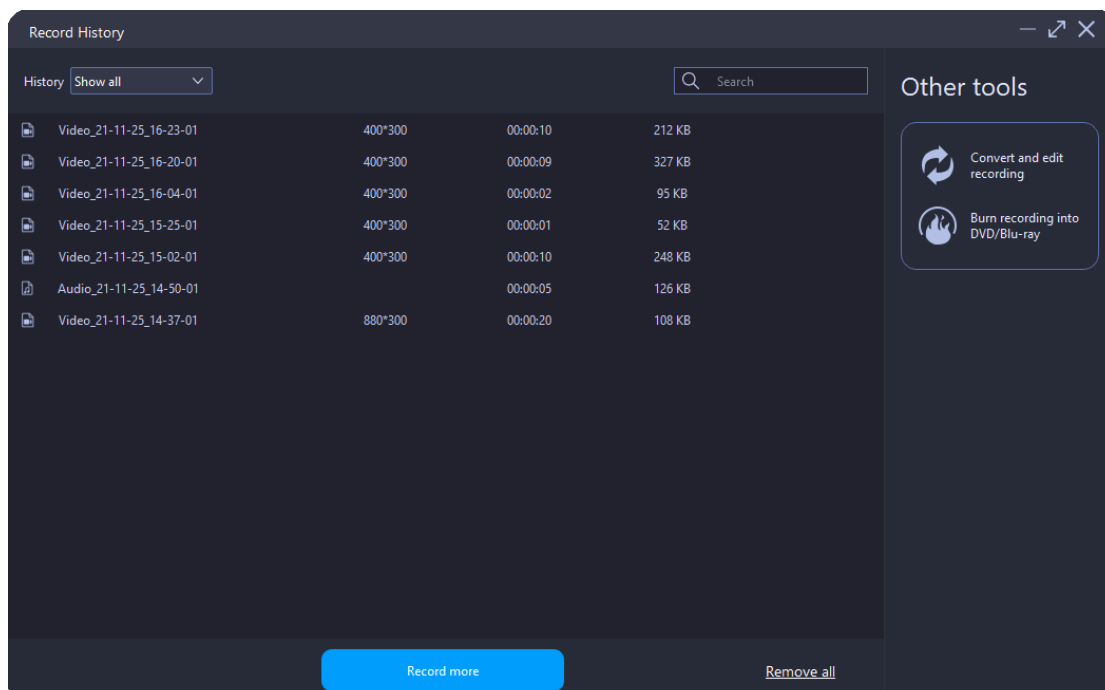 Record History
History Show all Search
Other tools
Video_21-11-25_16-23-01 400*300 00:00:10 212 KB
Video_21-11-25_16-20-01 400*300 00:00:09 327 KB
Video_21-11-25_16-04-01 400*300 00:00:02 95 KB
Video_21-11-25_15-25-01 400*300 00:00:01 52 KB
Video_21-11-25_15-02-01 400*300 00:00:10 248 KB
Audio_21-11-25_14-50-01 00:00:05 126 KB
Video_21-11-25_14-37-01 880*300 00:00:20 108 KB
Convert and edit
recording
Burn recording into
DVD/Blu-ray
Record more Remove all